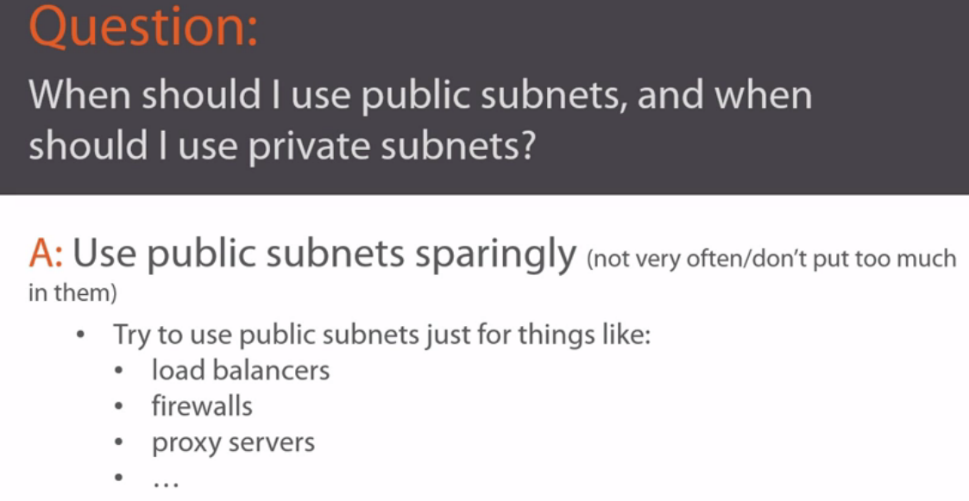 Question:
When should I use public subnets, and when
should I use private subnets?
A: Use public subnets sparingly (not very often/don't put too much
in them)
• Try to use public subnets just for things like:
• load balancers
• firewalls
• proxy servers
• ...